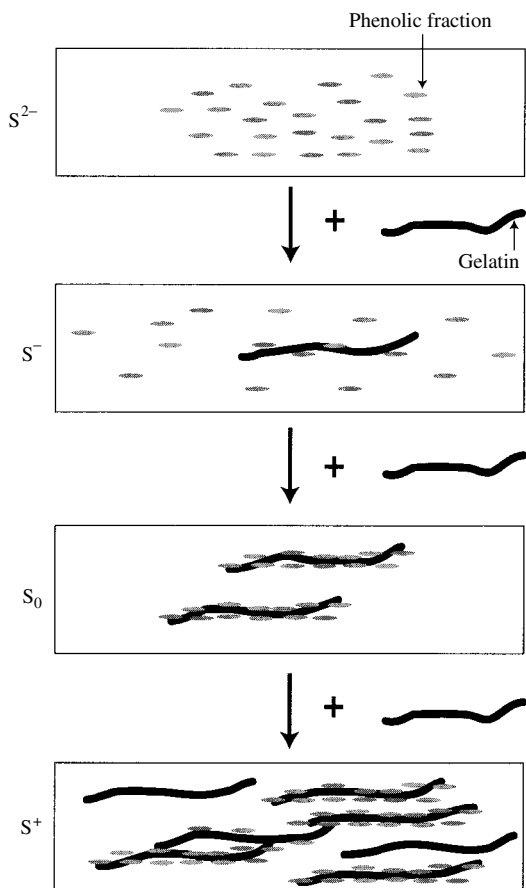 Phenolic fraction
S²⁻
+
Gelatin
S⁻
+
S₀
+
S⁺